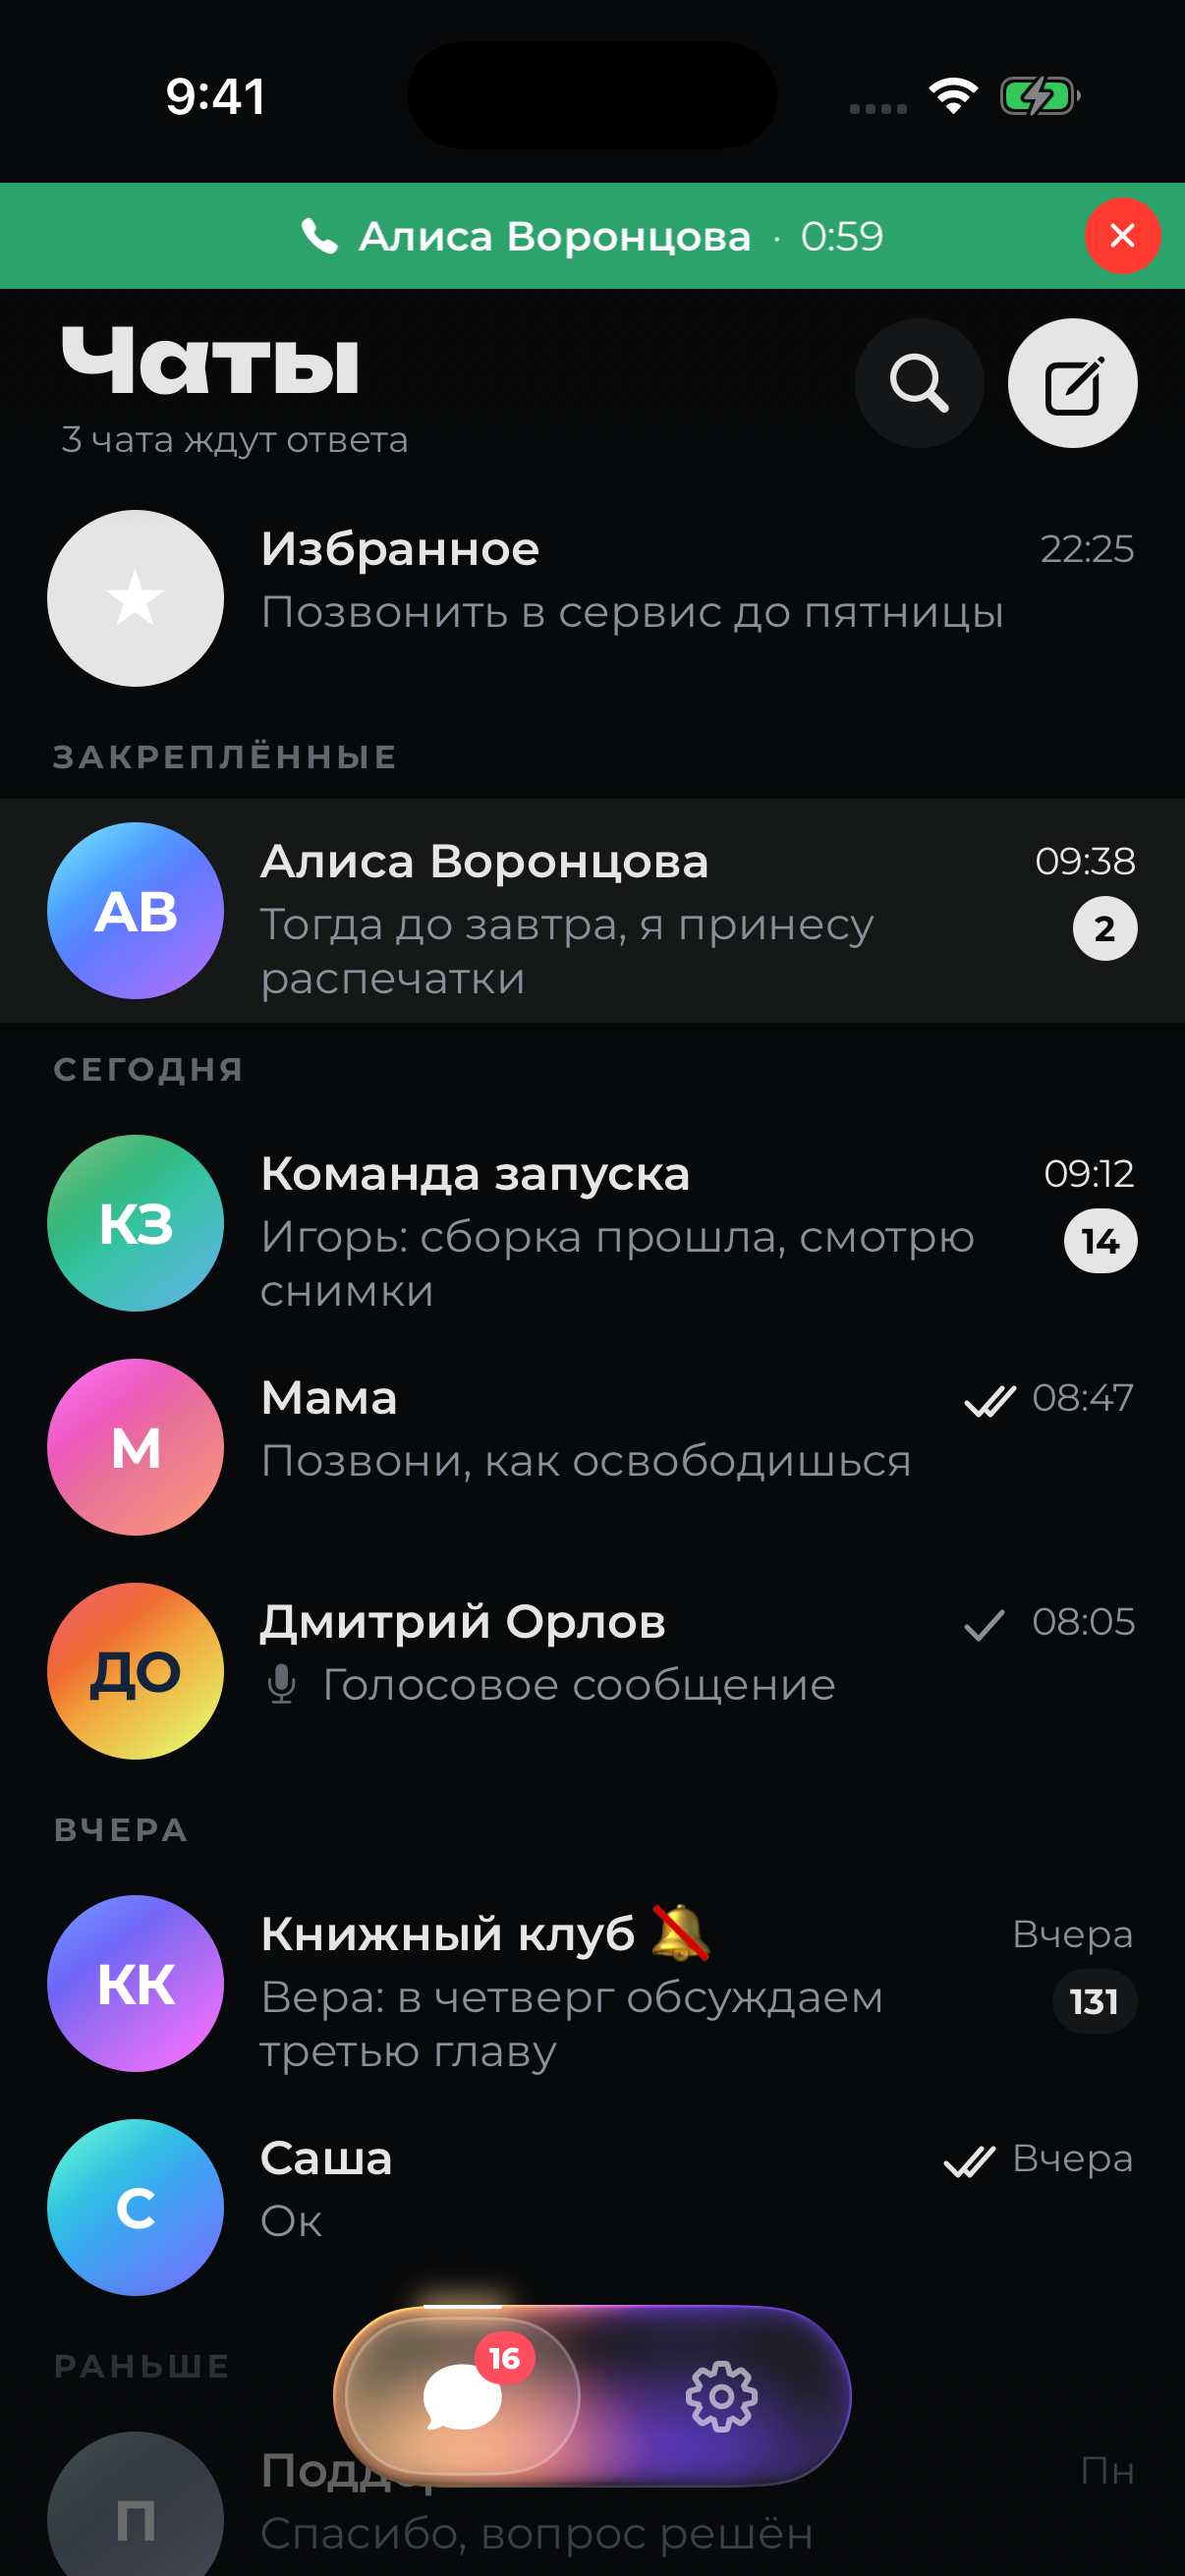 9:41
Алиса Воронцова · 0:59
Чаты
3 чата ждут ответа
Избранное 22:25
Позвонить в сервис до пятницы
ЗАКРЕПЛЁННЫЕ
АВ
Алиса Воронцова 09:38
Тогда до завтра, я принесу 2
распечатки
СЕГОДНЯ
КЗ
Команда запуска 09:12
Игорь: сборка прошла, смотрю 14
снимки
М
Мама 08:47
Позвони, как освободишься
ДО
Дмитрий Орлов 08:05
Голосовое сообщение
ВЧЕРА
КК
Книжный клуб Вчера
Вера: в четверг обсуждаем 131
третью главу
С
Саша Вчера
Ок
16
РАНЬШЕ
П
Пн
Спасибо, вопрос решён